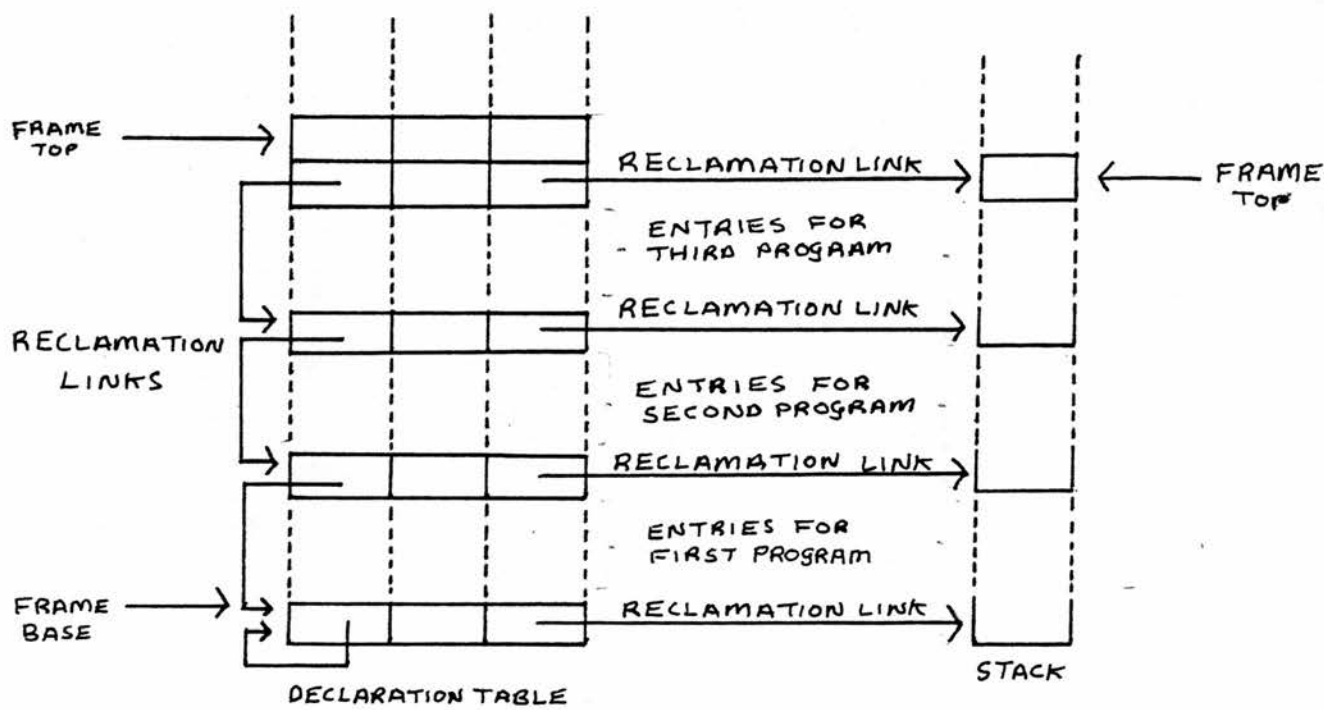 FRAME
TOP
RECLAMATION LINK
FRAME
TOP
ENTRIES FOR
THIRD PROGRAM
RECLAMATION LINK
RECLAMATION
LINKS
ENTRIES FOR
SECOND PROGRAM
RECLAMATION LINK
ENTRIES FOR
FIRST PROGRAM
FRAME
BASE
RECLAMATION LINK
STACK
DECLARATION TABLE